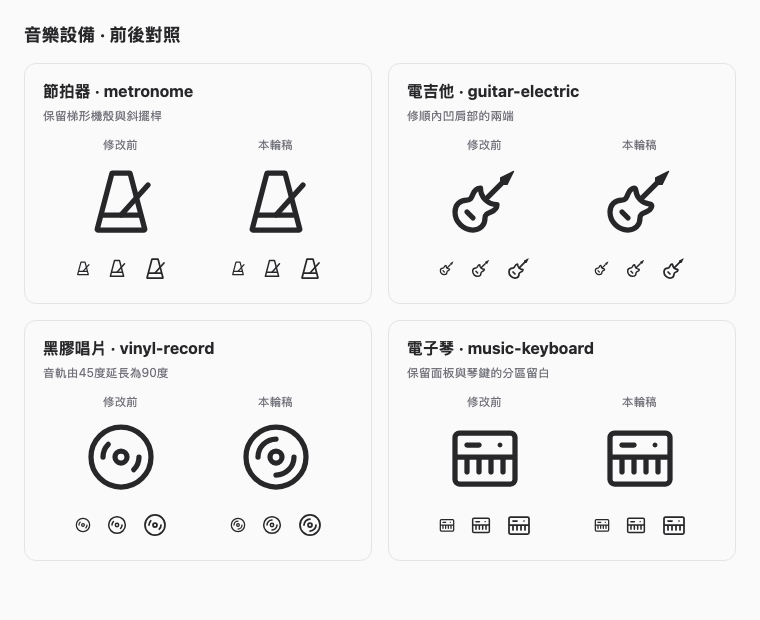 音樂設備 · 前後對照
節拍器 · metronome
保留梯形機殼與斜擺桿
修改前
本輪稿
電吉他 · guitar-electric
修順內凹肩部的兩端
修改前
本輪稿
黑膠唱片 · vinyl-record
音軌由45度延長為90度
修改前
本輪稿
電子琴 · music-keyboard
保留面板與琴鍵的分區留白
修改前
本輪稿